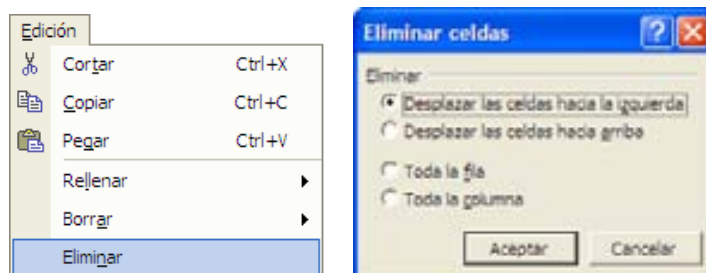 Edición
Cortar Ctrl+X
Copiar Ctrl+C
Pegar Ctrl+V
Rellenar
Borrar
Eliminar
Eliminar celdas
Eliminar
Desplazar las celdas hacia la izquierda
Desplazar las celdas hacia arriba
Toda la fila
Toda la columna
Aceptar Cancelar